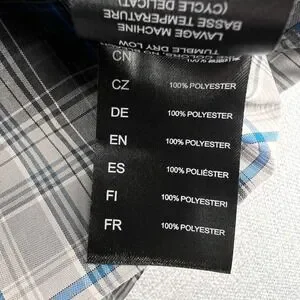 LAVAGE MACHINE
BASSE TEMPERATURE
(CYCLE DELICAT)
TUMBLE DRY LOW
CN
CZ 100% POLYESTER
DE 100% POLYESTER
EN 100% POLYESTER
ES 100% POLIÉSTER
FI 100% POLYESTERI
FR 100% POLYESTER